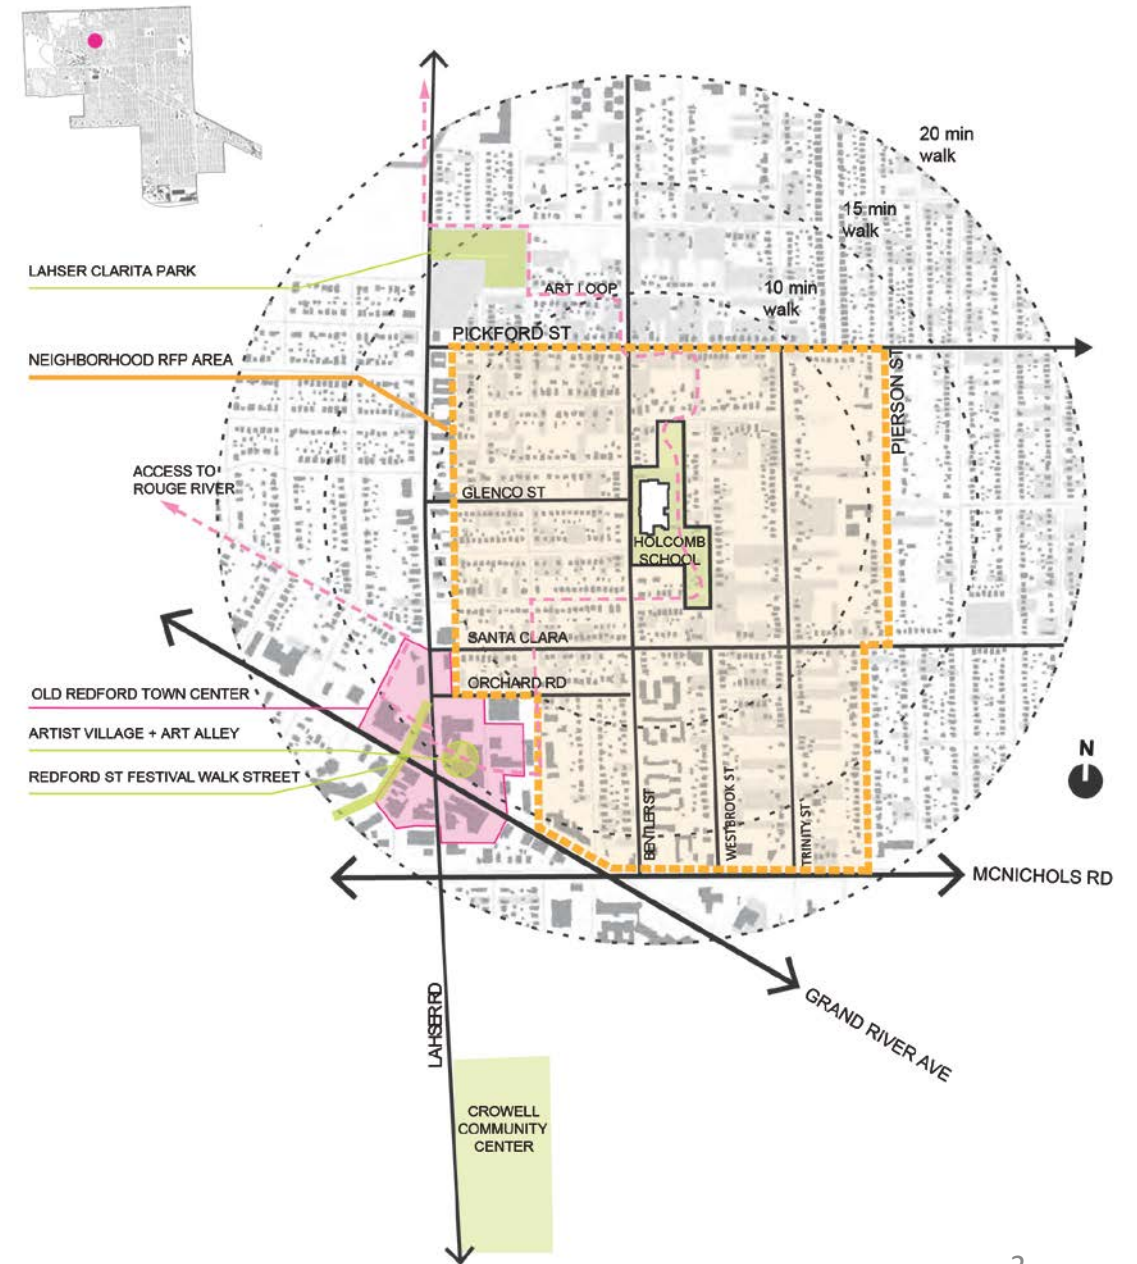 20 min
walk
15 min
walk
LAHSER CLARITA PARK
ART LOOP
10 min
walk
PICKFORD ST
NEIGHBORHOOD RFP AREA
PIERSON ST
ACCESS TO
ROUGE RIVER
GLENCO ST
HOLCOMB
SCHOOL
SANTA CLARA
ORCHARD RD
OLD REDFORD TOWN CENTER
ARTIST VILLAGE + ART ALLEY
REDFORD ST FESTIVAL WALK STREET
N
BENTLER ST
WESTBROOK ST
TRINITY ST
MCNICHOLS RD
LAHSER RD
GRAND RIVER AVE
CROWELL
COMMUNITY
CENTER